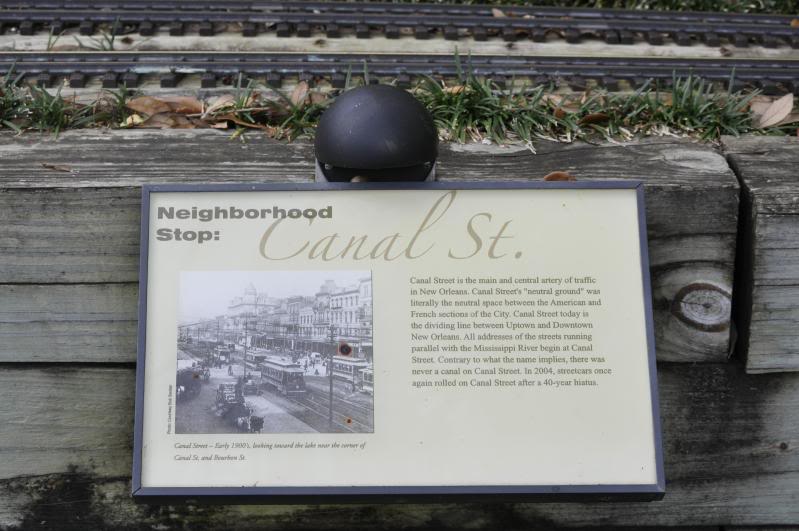 Neighborhood
Stop:
Canal St.
Canal Street is the main and central artery of traffic
in New Orleans. Canal Street's "neutral ground" was
literally the neutral space between the American and
French sections of the City. Canal Street today is
the dividing line between Uptown and Downtown
New Orleans. All addresses of the streets running
parallel with the Mississippi River begin at Canal
Street. Contrary to what the name implies, there was
never a canal on Canal Street. In 2004, streetcars once
again rolled on Canal Street after a 40-year hiatus.
Photo Courtesy Bob
Canal Street – Early 1900's, looking toward the lake near the corner of
Canal St. and Bourbon St.